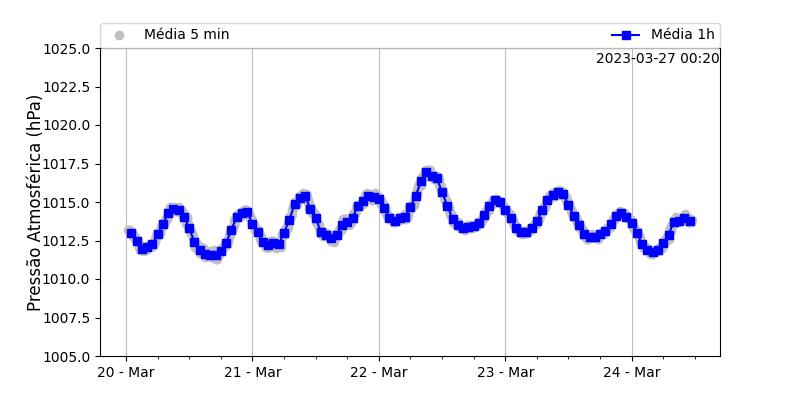 Média 5 min
Média 1h
2023-03-27 00:20
Pressão Atmosférica (hPa)
1025.0
1022.5
1020.0
1017.5
1015.0
1012.5
1010.0
1007.5
1005.0
20 - Mar
21 - Mar
22 - Mar
23 - Mar
24 - Mar